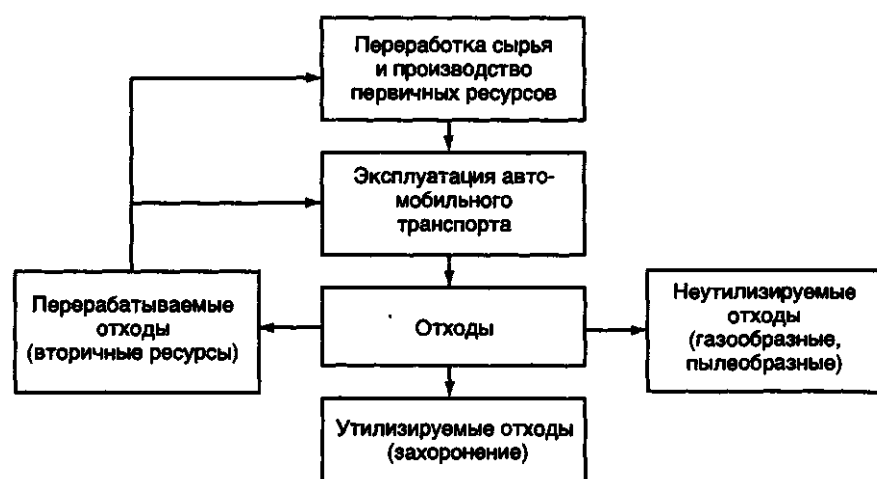 Переработка сырья
и производство
первичных ресурсов
Эксплуатация авто-
мобильного
транспорта
Перерабатываемые
отходы
(вторичные ресурсы)
Отходы
Неутилизируемые
отходы
(газообразные,
пылеобразные)
Утилизируемые отходы
(захоронение)